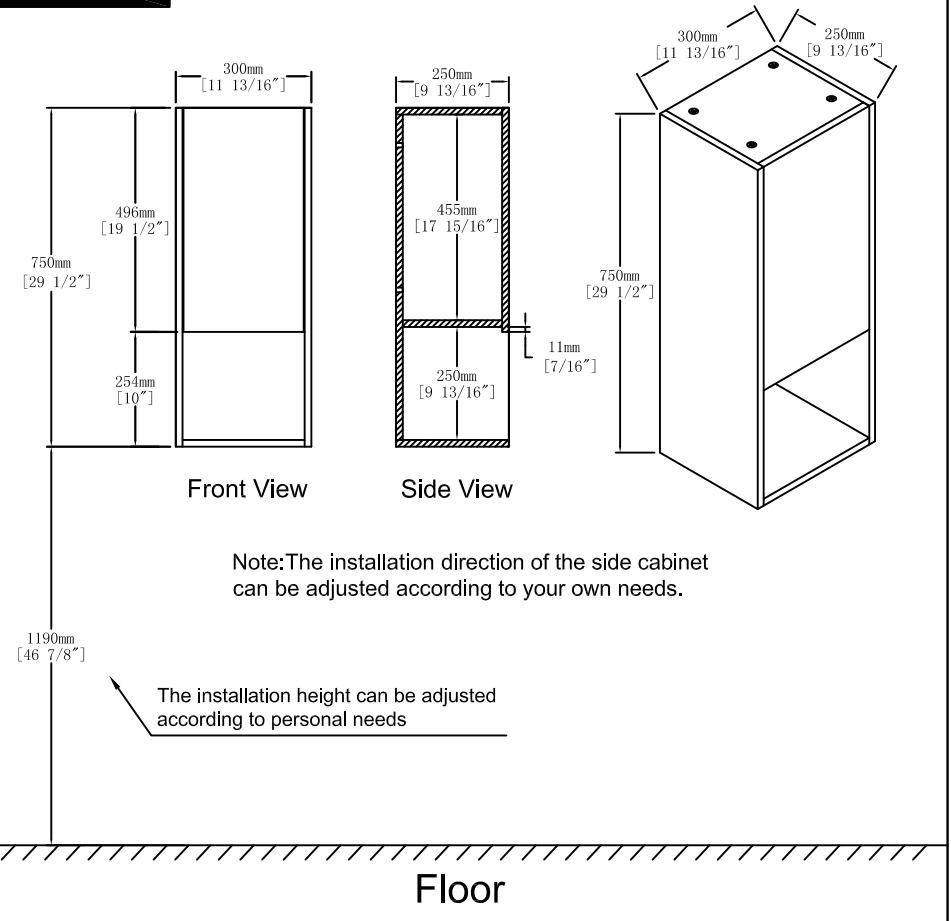 300mm
[11 13/16"]
250mm
[9 13/16"]
300mm
[11 13/16"]
250mm
[9 13/16"]
496mm
[19 1/2"]
455mm
[17 15/16"]
750mm
[29 1/2"]
750mm
[29 1/2"]
11mm
[7/16"]
254mm
[10"]
250mm
[9 13/16"]
Front View
Side View
Note:The installation direction of the side cabinet
can be adjusted according to your own needs.
1190mm
[46 7/8"]
The installation height can be adjusted
according to personal needs
Floor